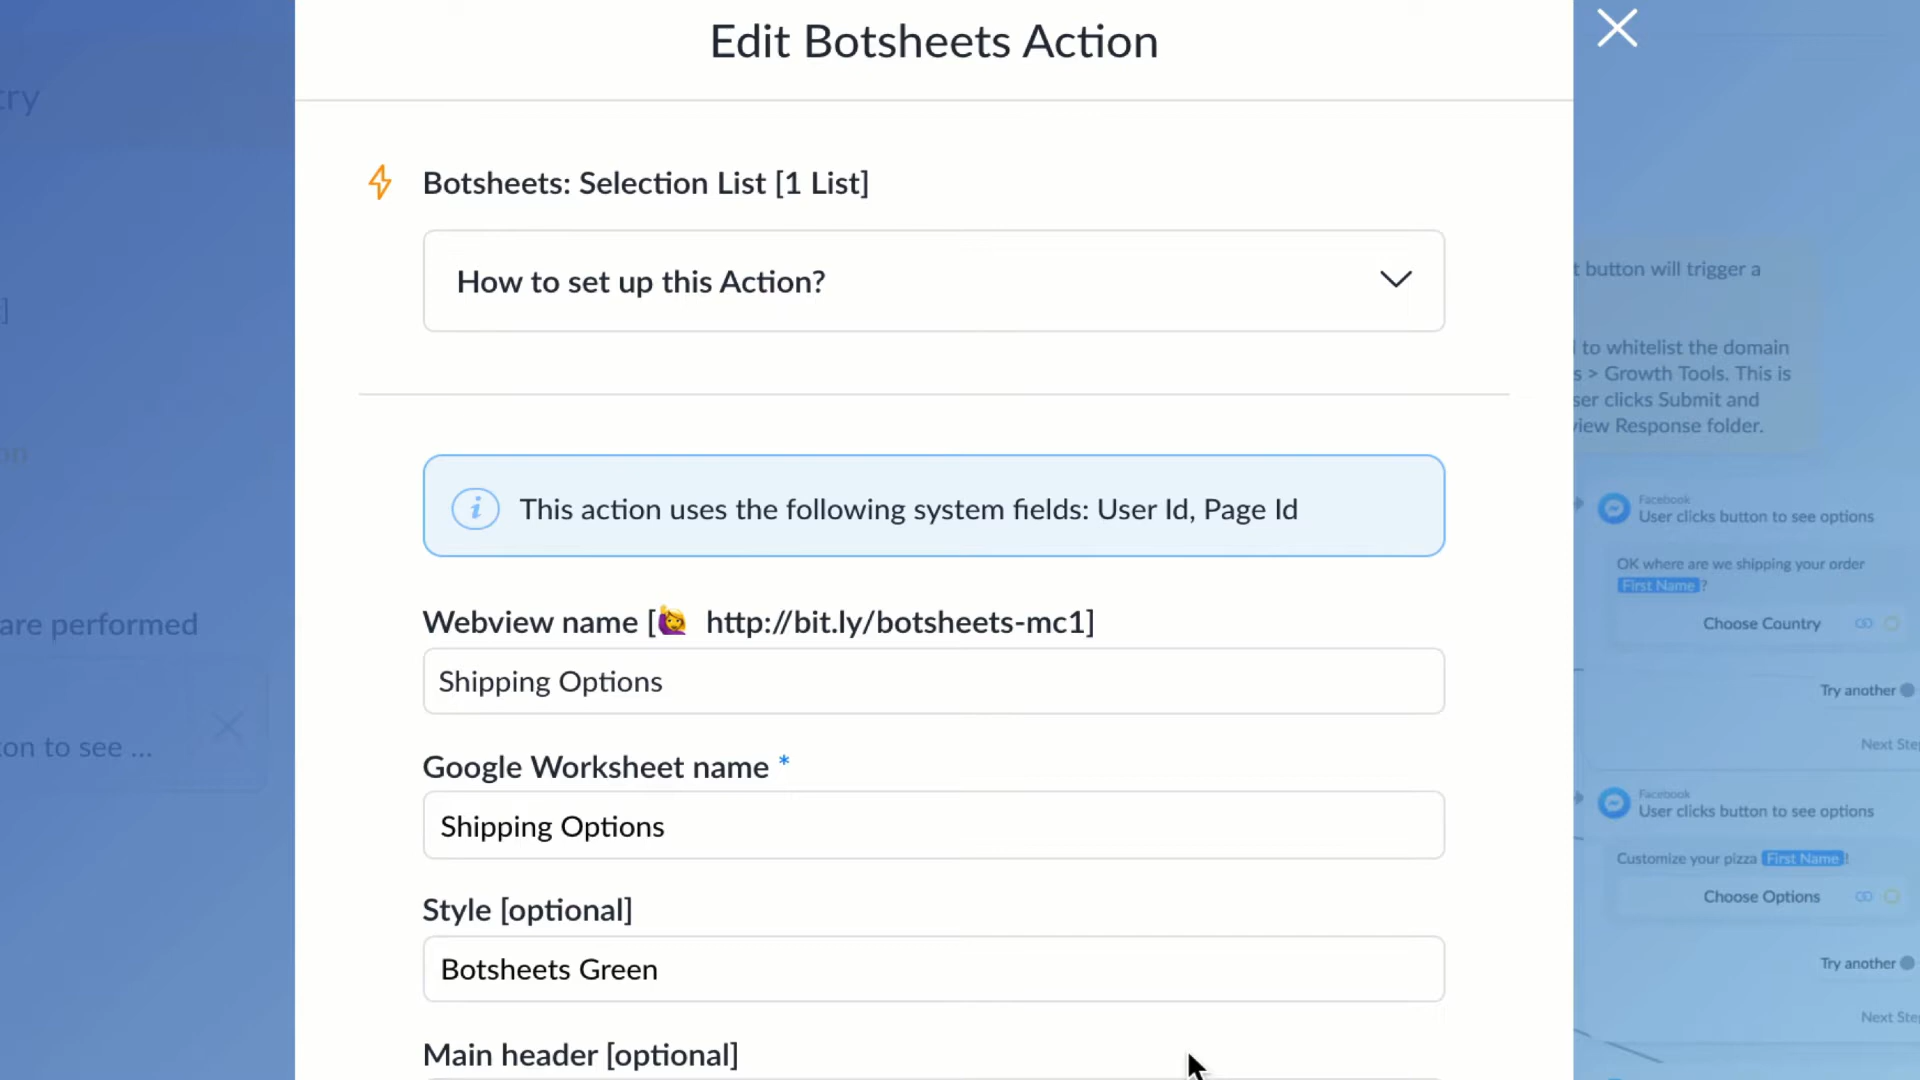 Edit Botsheets Action
Botsheets: Selection List [1 List]
How to set up this Action?
This action uses the following system fields: User Id, Page Id
Webview name [🙋 http://bit.ly/botsheets-mc1]
Shipping Options
Google Worksheet name *
Shipping Options
Style [optional]
Botsheets Green
Main header [optional]
are performed
on to see ...
t button will trigger a
to whitelist the domain
s > Growth Tools. This is
ser clicks Submit and
view Response folder.
Facebook
User clicks button to see options
OK where are we shipping your order
First Name ?
Choose Country
Try another
Next Ste
Facebook
User clicks button to see options
Customize your pizza First Name !
Choose Options
Try another
Next Ste